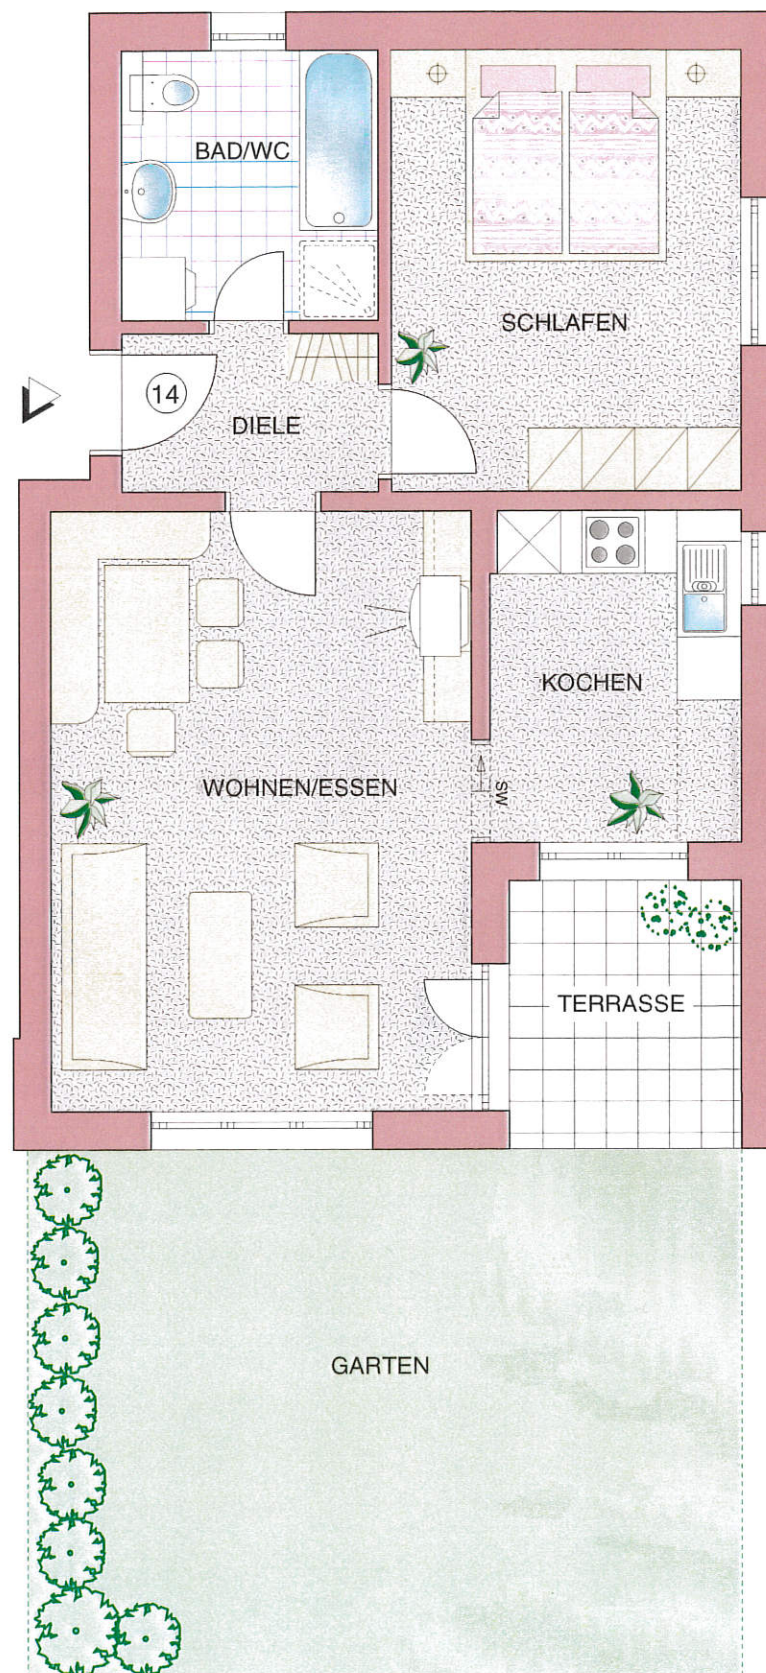 BAD/WC
SCHLAFEN
14
DIELE
KOCHEN
WOHNEN/ESSEN
SW
TERRASSE
GARTEN